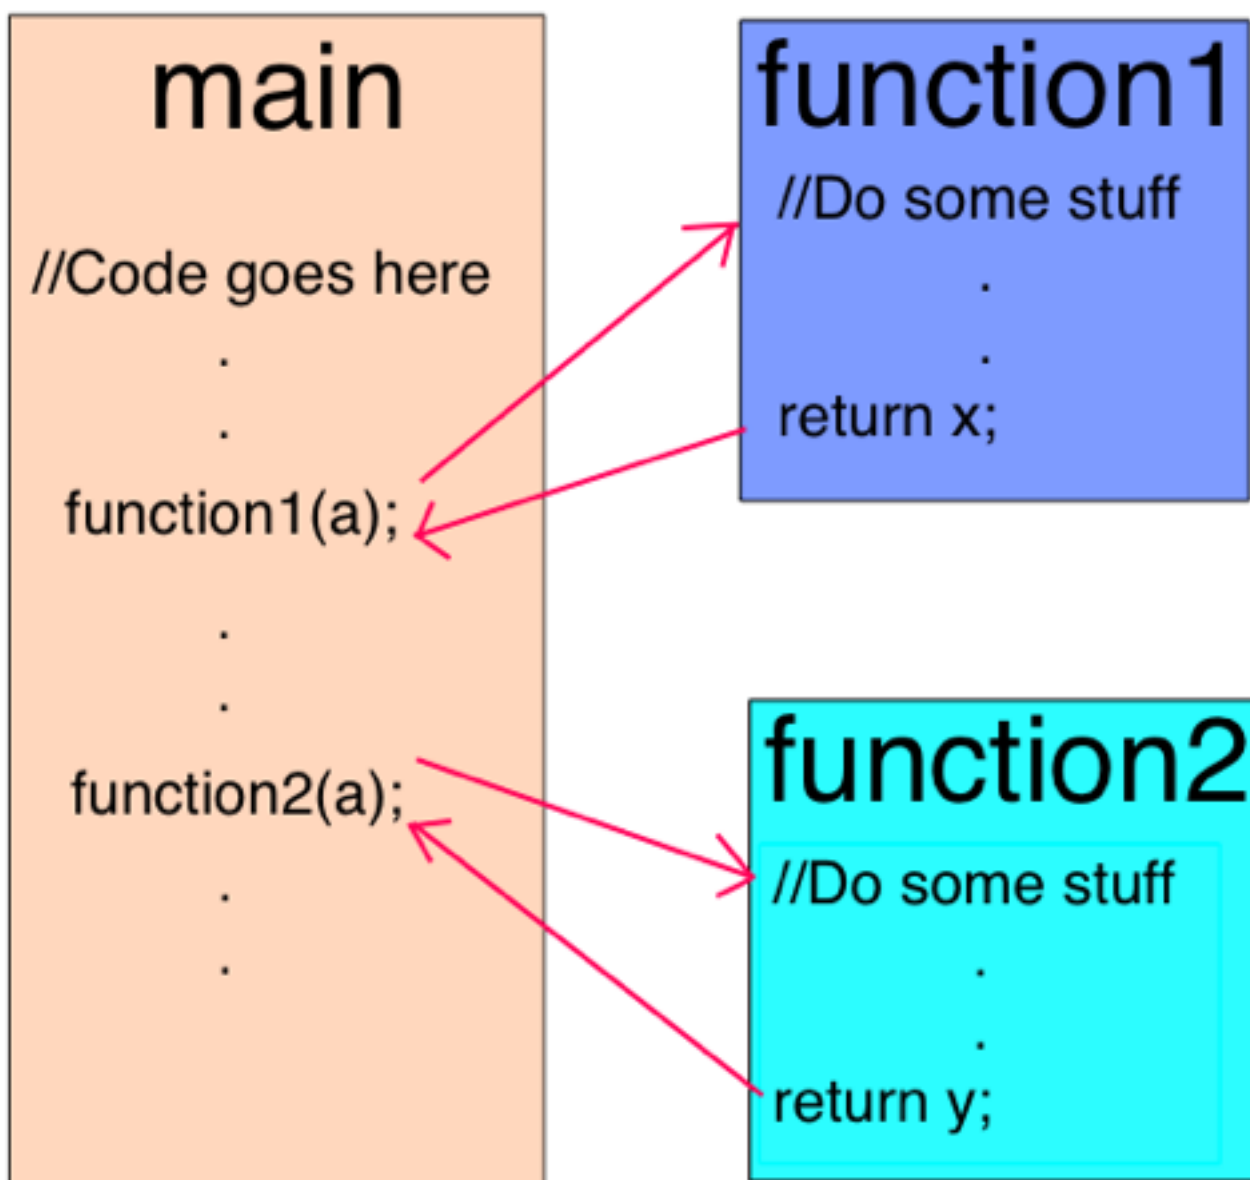 main
//Code goes here
.
.
function1(a);
.
.
function2(a);
.
.
function1
//Do some stuff
.
.
return x;
function2
//Do some stuff
.
.
return y;